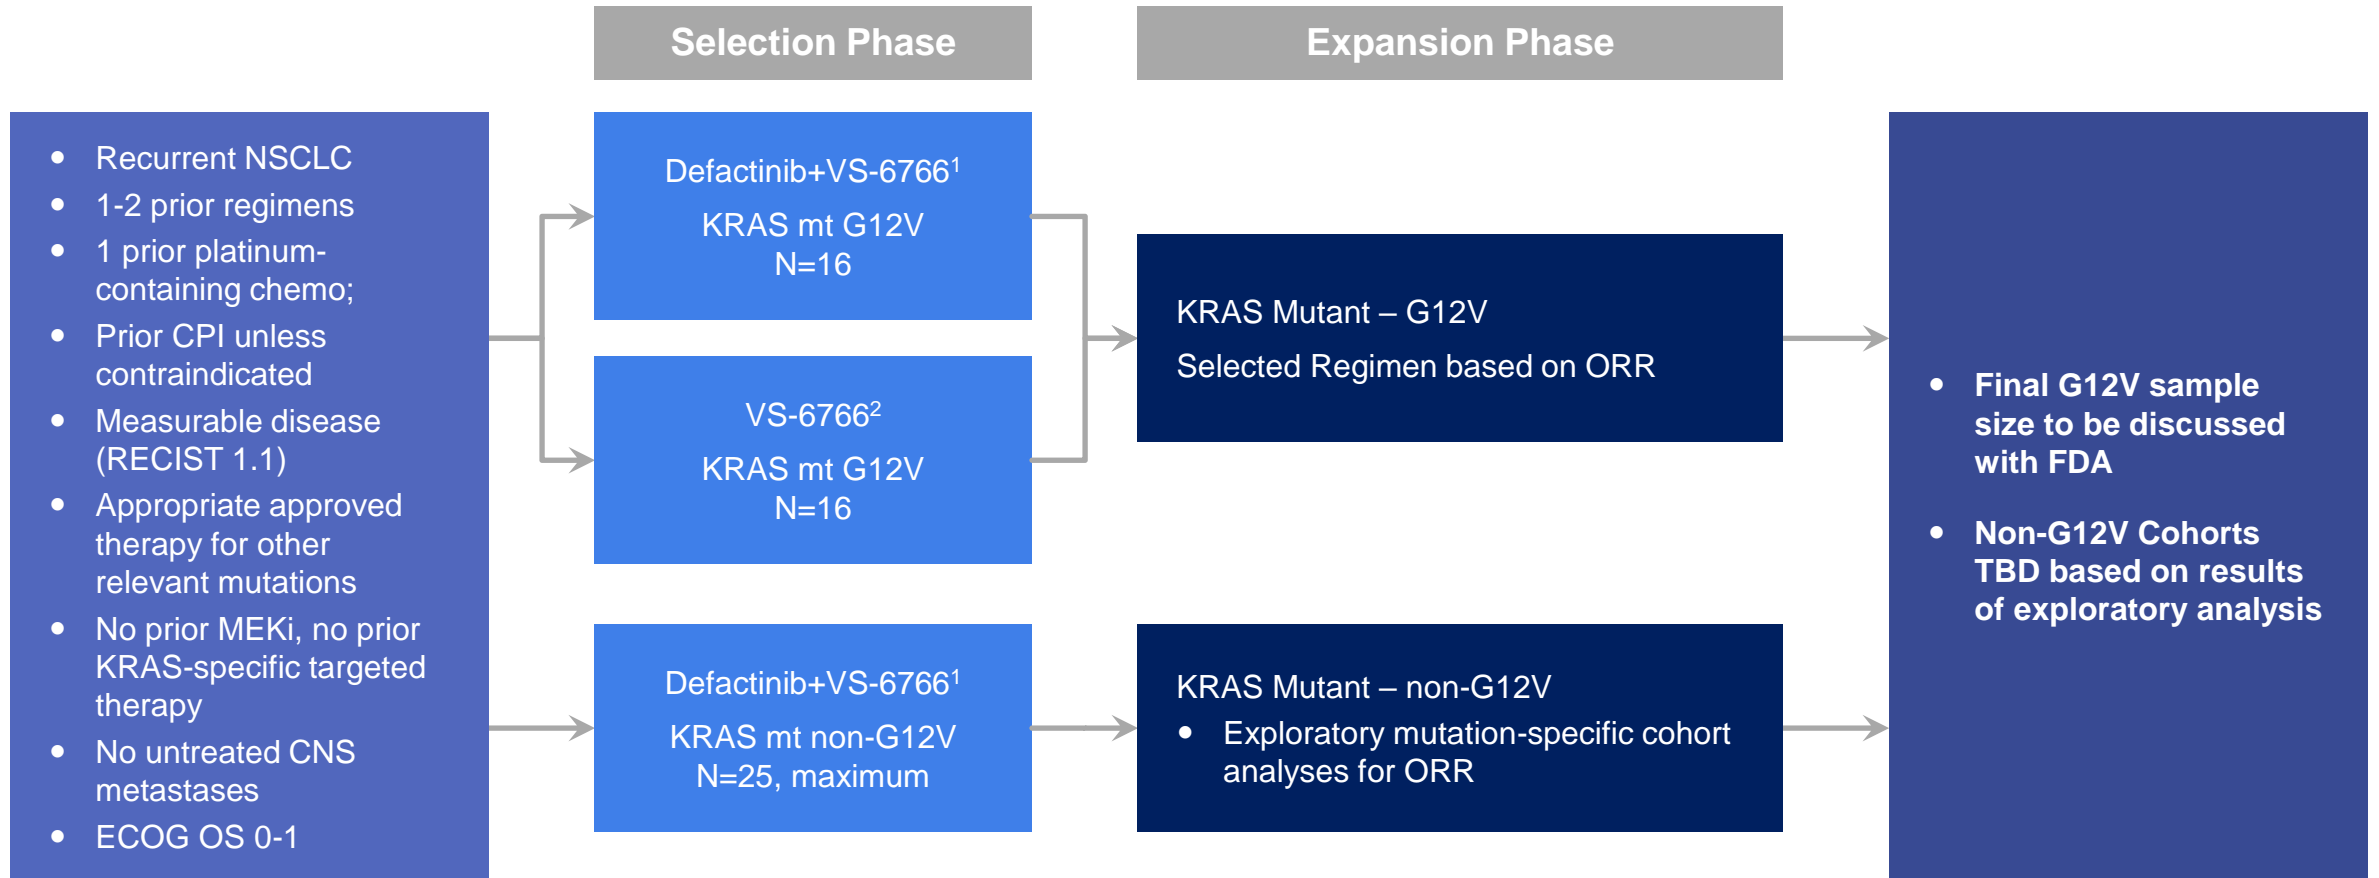 Selection Phase
Expansion Phase
• Recurrent NSCLC
• 1-2 prior regimens
• 1 prior platinum-
containing chemo;
• Prior CPI unless
contraindicated
• Measurable disease
(RECIST 1.1)
• Appropriate approved
therapy for other
relevant mutations
• No prior MEKi, no prior
KRAS-specific targeted
therapy
• No untreated CNS
metastases
• ECOG OS 0-1
Defactinib+VS-6766¹
KRAS mt G12V
N=16
VS-6766²
KRAS mt G12V
N=16
Defactinib+VS-6766¹
KRAS mt non-G12V
N=25, maximum
KRAS Mutant – G12V
Selected Regimen based on ORR
KRAS Mutant – non-G12V
• Exploratory mutation-specific cohort
analyses for ORR
• Final G12V sample
size to be discussed
with FDA
• Non-G12V Cohorts
TBD based on results
of exploratory analysis